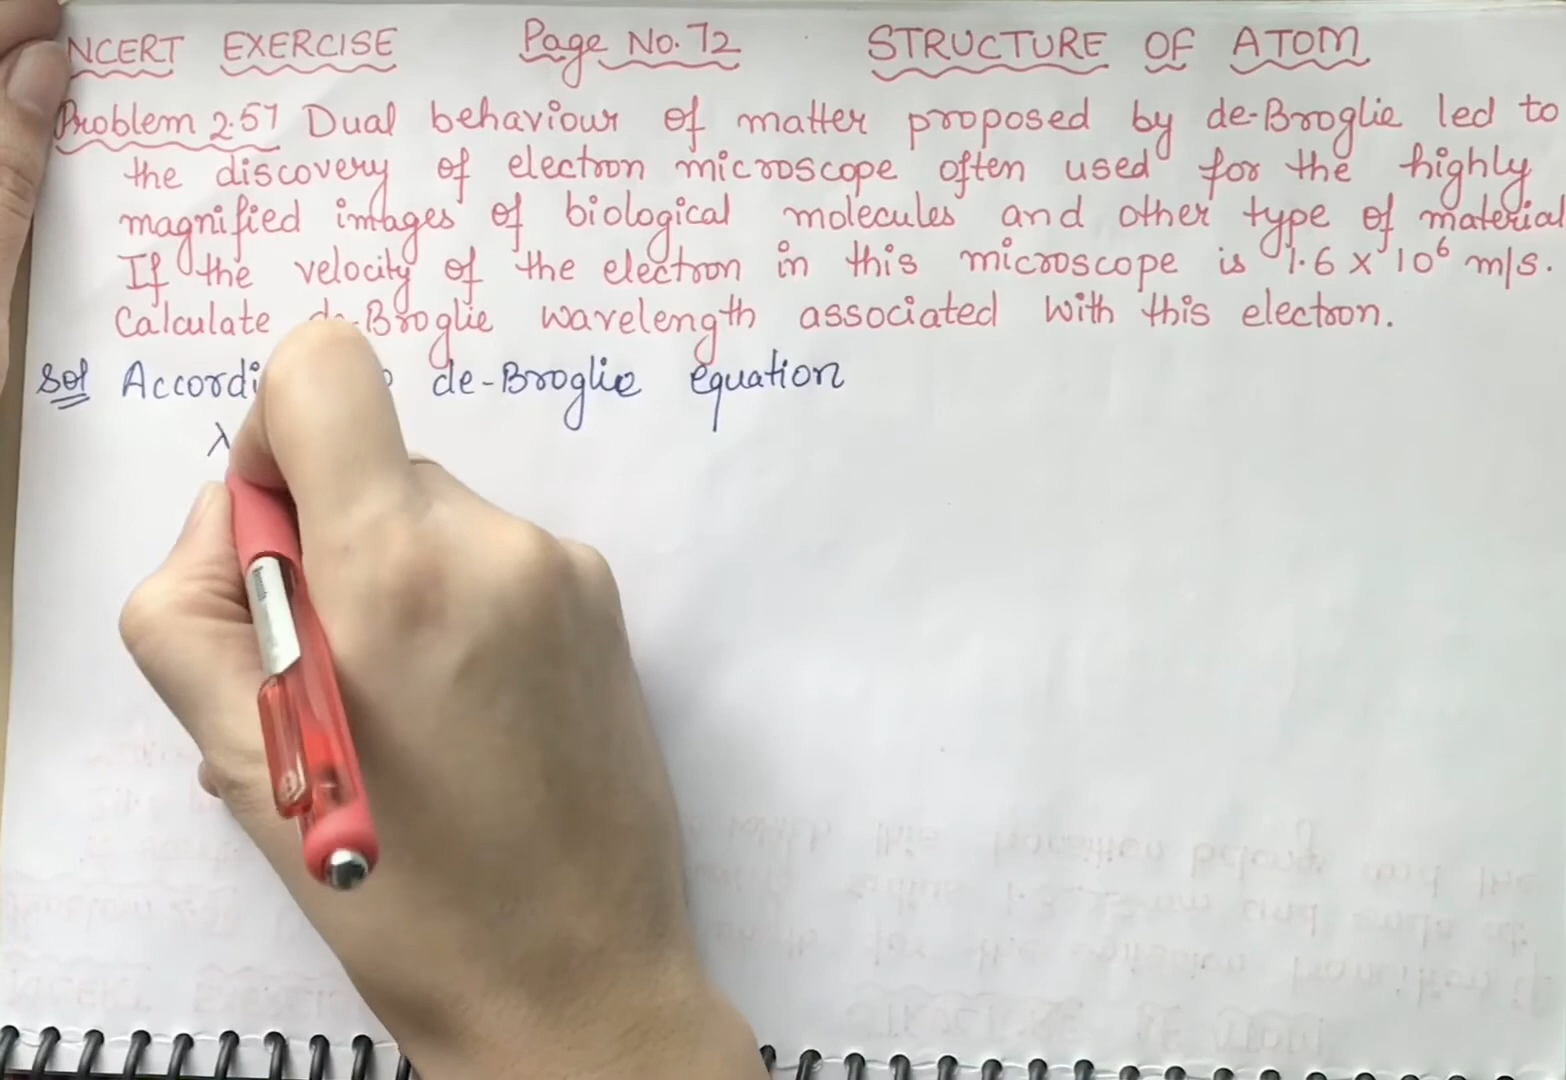 NCERT EXERCISE Page No. 72 STRUCTURE OF ATOM
Problem 2.57 Dual behaviour of matter proposed by de-Broglie led to
the discovery of electron microscope often used for the highly
magnified images of biological molecules and other type of material
If the velocity of the electron in this microscope is 1.6 x 10⁶ m/s.
Calculate de-Broglie wavelength associated with this electron.
Sol de-Broglie equation
λ